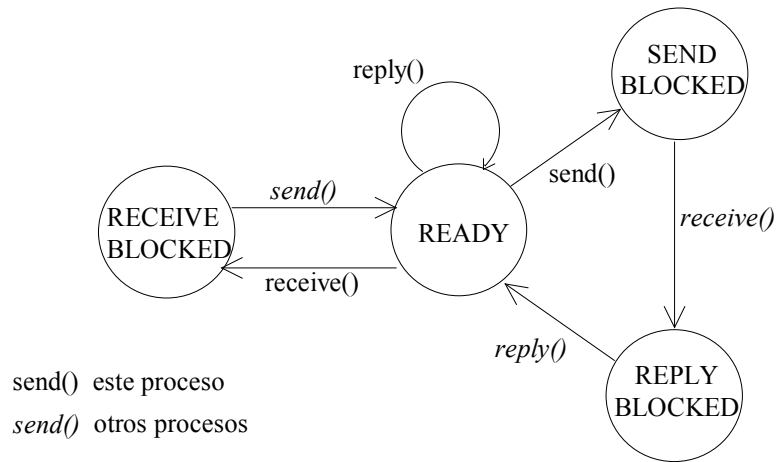 SEND
BLOCKED
reply()
send()
send()
RECEIVE
BLOCKED
READY
receive()
receive()
reply()
REPLY
BLOCKED
send() este proceso
send() otros procesos